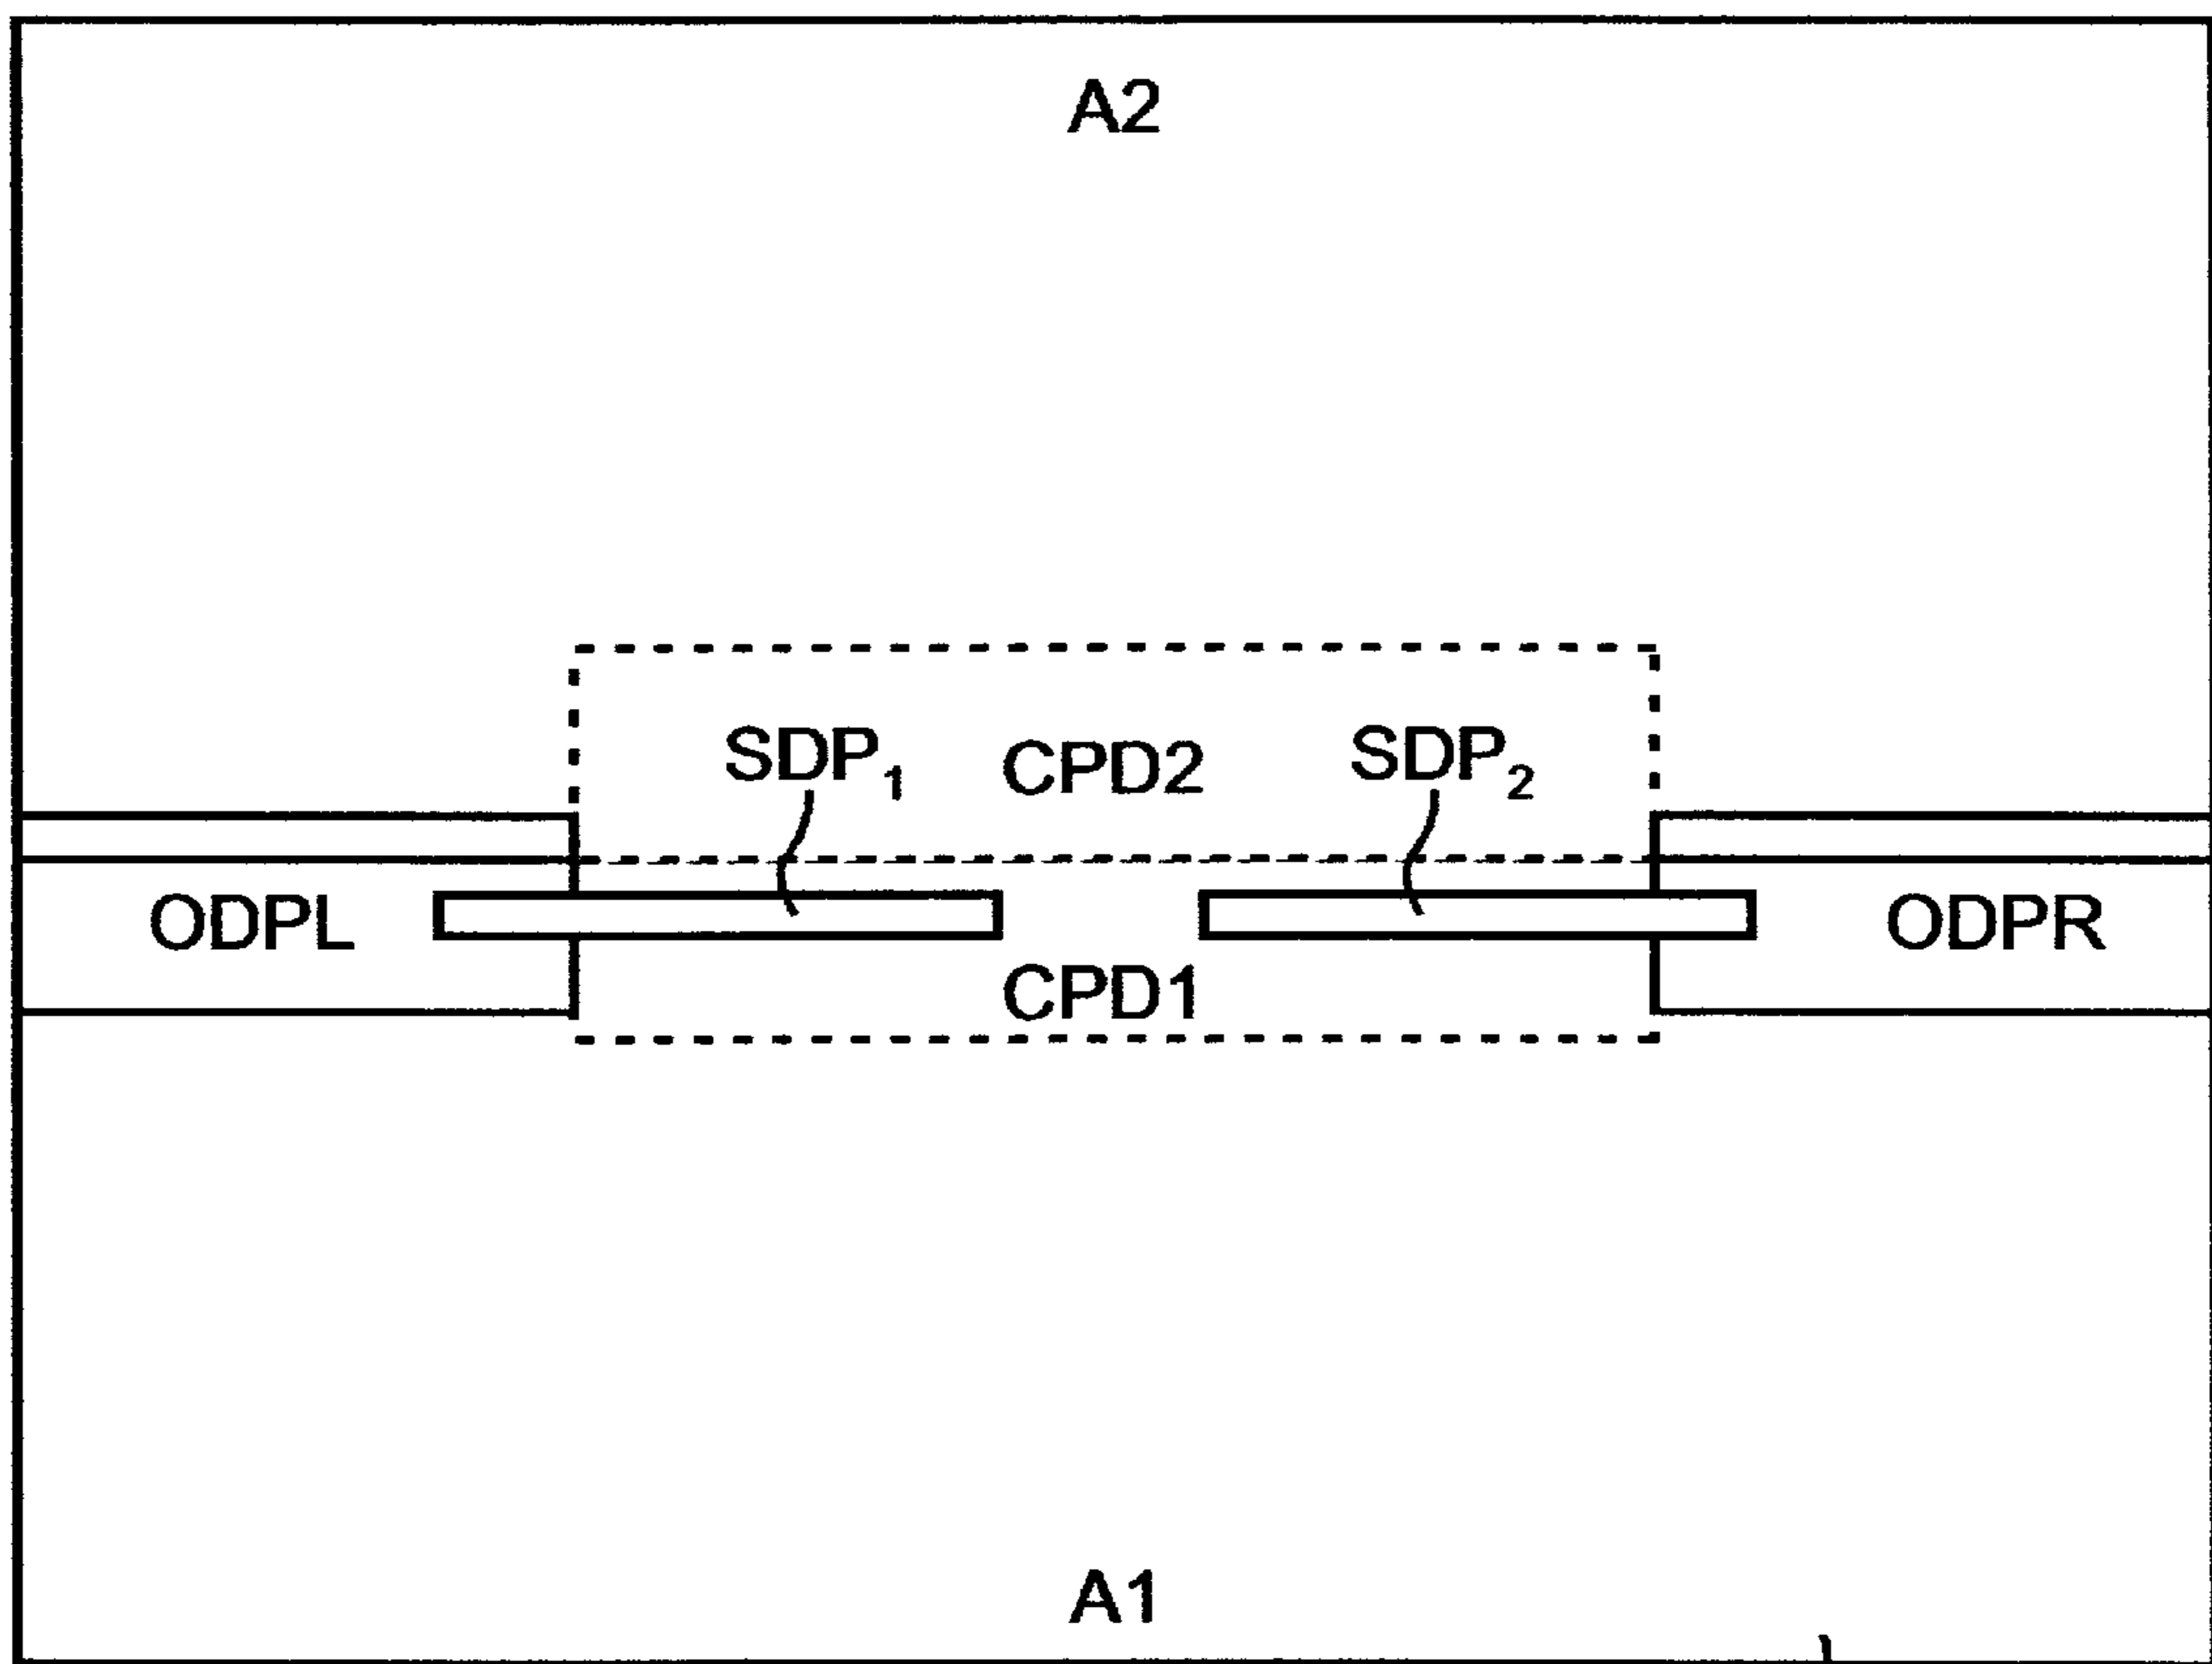 A2
SDP₁ CPD2 SDP₂
ODPL ODPR
CPD1
A1